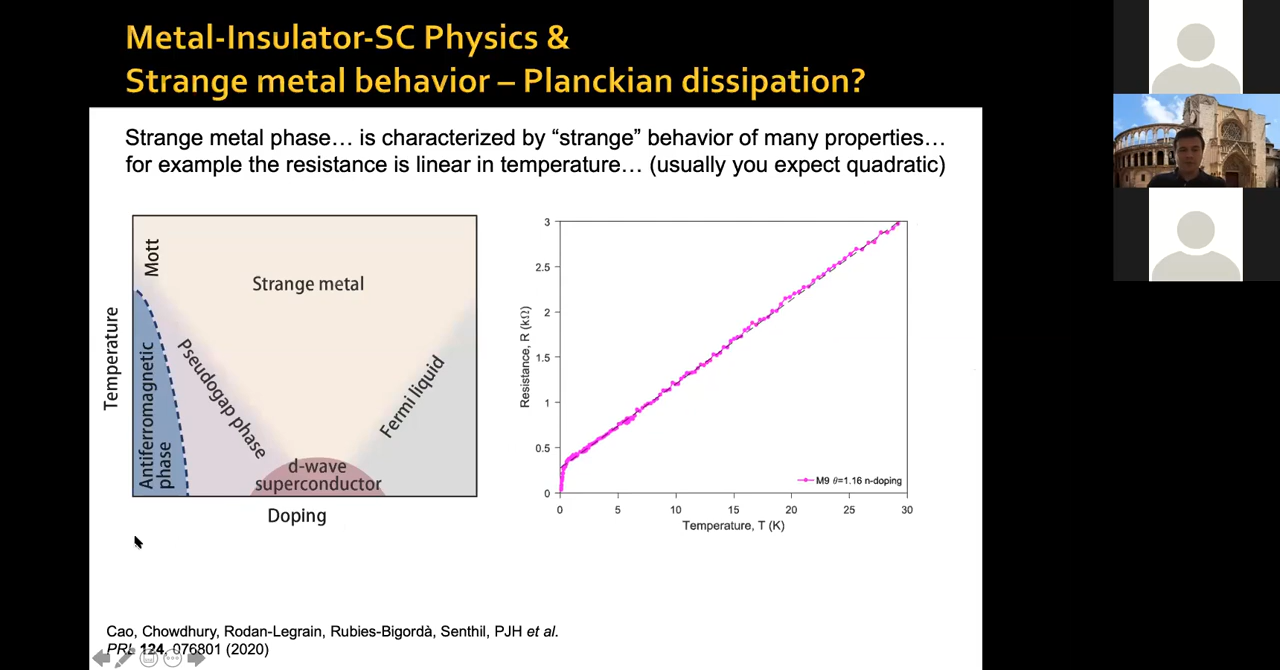 Metal-Insulator-SC Physics &
Strange metal behavior – Planckian dissipation?
Strange metal phase… is characterized by “strange” behavior of many properties…
for example the resistance is linear in temperature… (usually you expect quadratic)
Temperature
Mott
Strange metal
Antiferromagnetic
phase
Pseudogap phase
Fermi liquid
d-wave
superconductor
Doping
Resistance, R (kΩ)
3
2.5
2
1.5
1
0.5
0
0 5 10 15 20 25 30
Temperature, T (K)
M9 θ=1.16 n-doping
Cao, Chowdhury, Rodan-Legrain, Rubies-Bigordà, Senthil, PJH et al.
PRL 124, 076801 (2020)